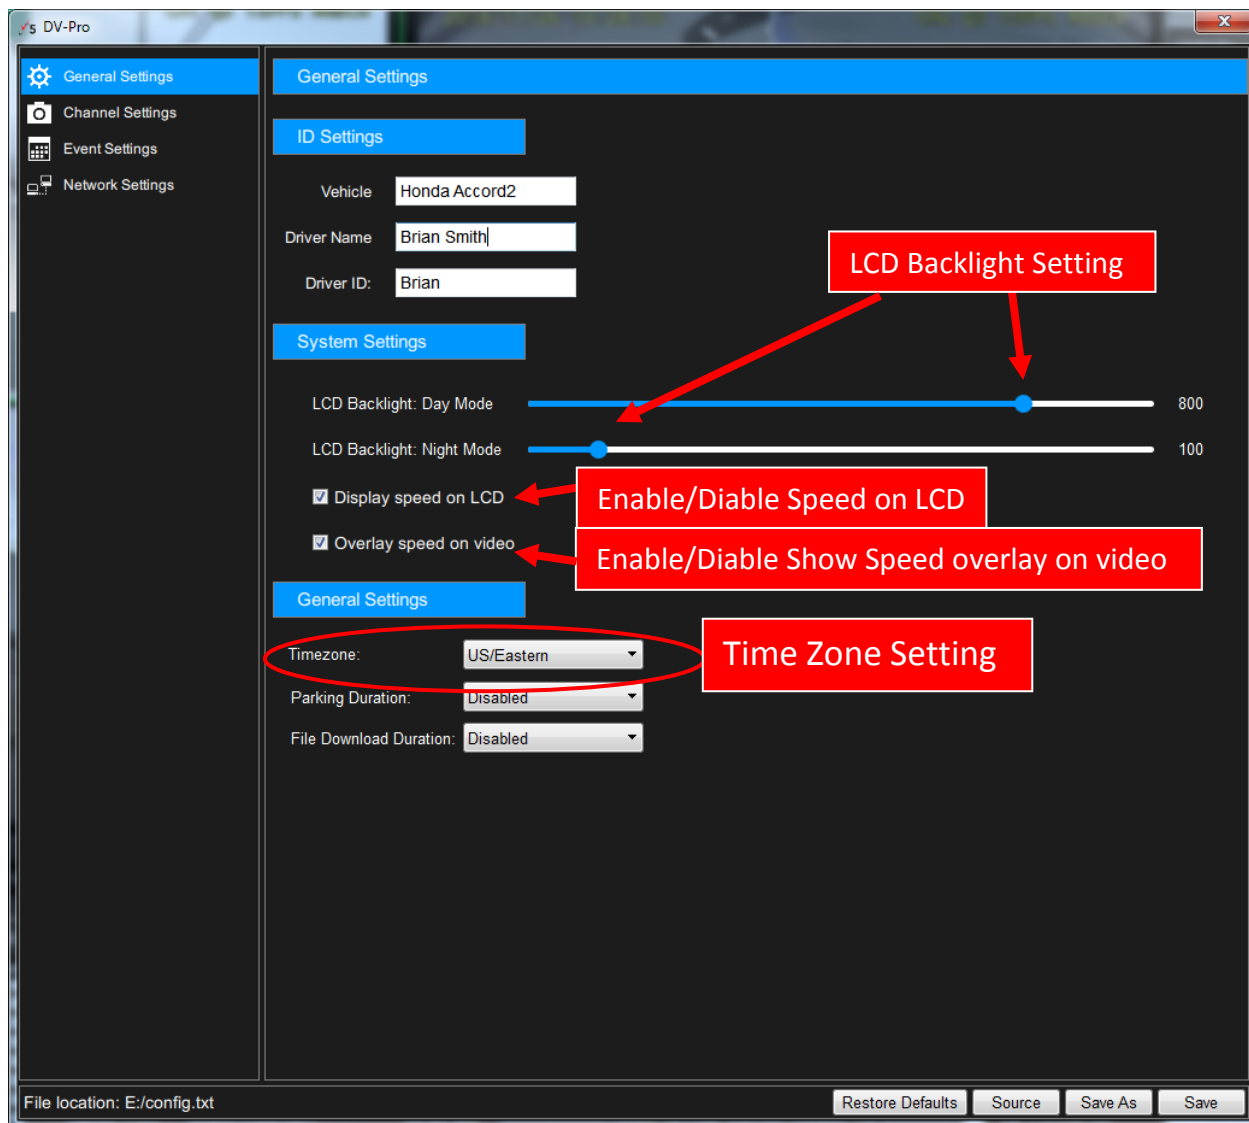 DV-Pro
x
General Settings
Channel Settings
Event Settings
Network Settings
General Settings
ID Settings
Vehicle Honda Accord2
Driver Name Brian Smith
Driver ID: Brian
LCD Backlight Setting
System Settings
LCD Backlight: Day Mode 800
LCD Backlight: Night Mode 100
Display speed on LCD
Enable/Diable Speed on LCD
Overlay speed on video
Enable/Diable Show Speed overlay on video
General Settings
Timezone: US/Eastern
Time Zone Setting
Parking Duration: Disabled
File Download Duration: Disabled
File location: E:/config.txt
Restore Defaults Source Save As Save